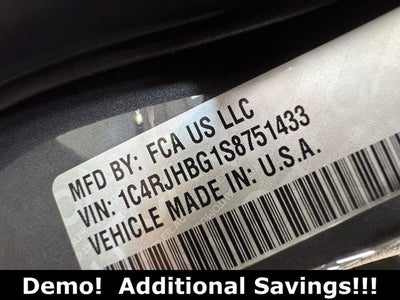 MFD BY: FCA US LLC
VIN: 1C4RJHBG1S8751433
VEHICLE MADE IN: U.S.A.
Demo!  Additional Savings!!!